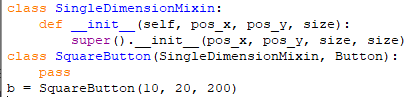 class SingleDimensionMixin:
    def __init__(self, pos_x, pos_y, size):
        super().__init__(pos_x, pos_y, size, size)
class SquareButton(SingleDimensionMixin, Button):
    pass
b = SquareButton(10, 20, 200)